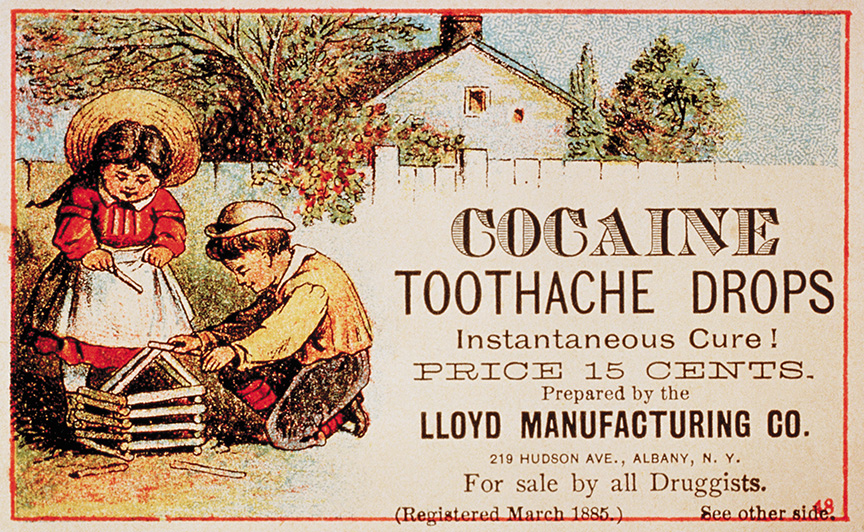 COCAINE
TOOTHACHE DROPS
Instantaneous Cure!
PRICE 15 CENTS.
Prepared by the
LLOYD MANUFACTURING CO.
219 HUDSON AVE., ALBANY, N. Y.
For sale by all Druggists.
(Registered March 1885.) See other side.
18